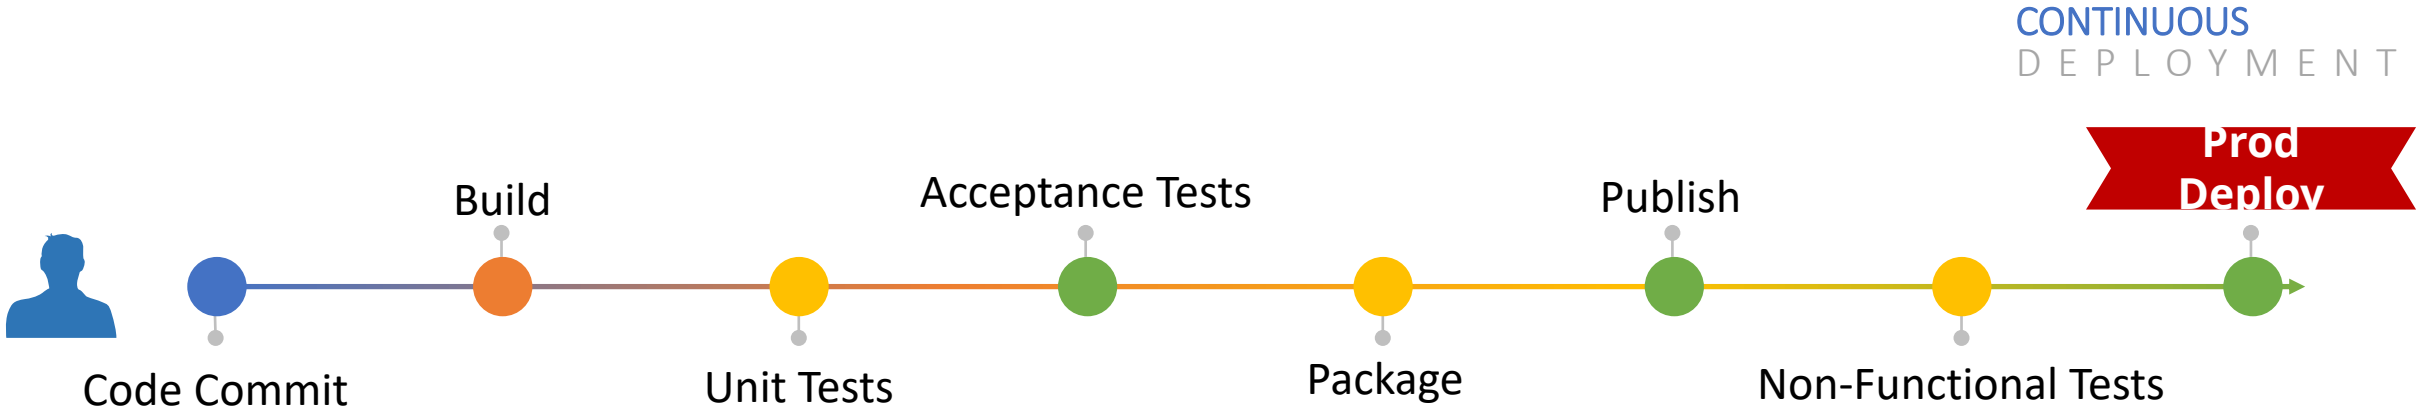 CONTINUOUS
DEPLOYMENT
Prod
Deploy
Build
Acceptance Tests
Publish
Code Commit
Unit Tests
Package
Non-Functional Tests